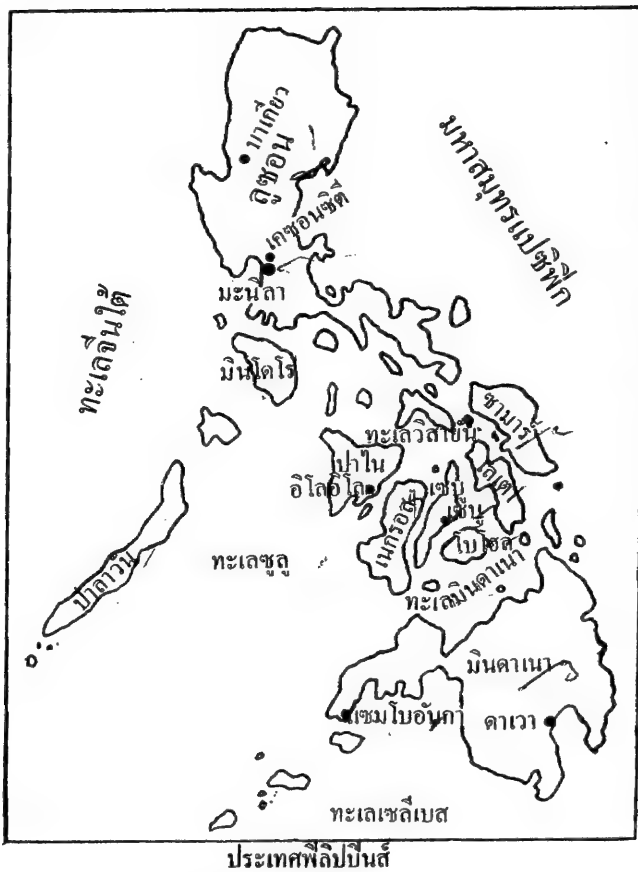 บาเกียว
ลูซอน
มหาสมุทรแปซิฟิก
เคซอนซิตี
มะนิลา
ทะเลจีนใต้
มินโดโร
ซามาร์
ทะเลวิสายัน
ปาไน
เลเต
อิโลอิโล
เซบู
เซบู
เนกรอส
โบโฮล
ปาลาวัน
ทะเลซูลู
ทะเลมินดาเนา
มินดาเนา
แซมโบอันกา
ดาเวา
ทะเลเซลีเบส
ประเทศฟิลิปปินส์